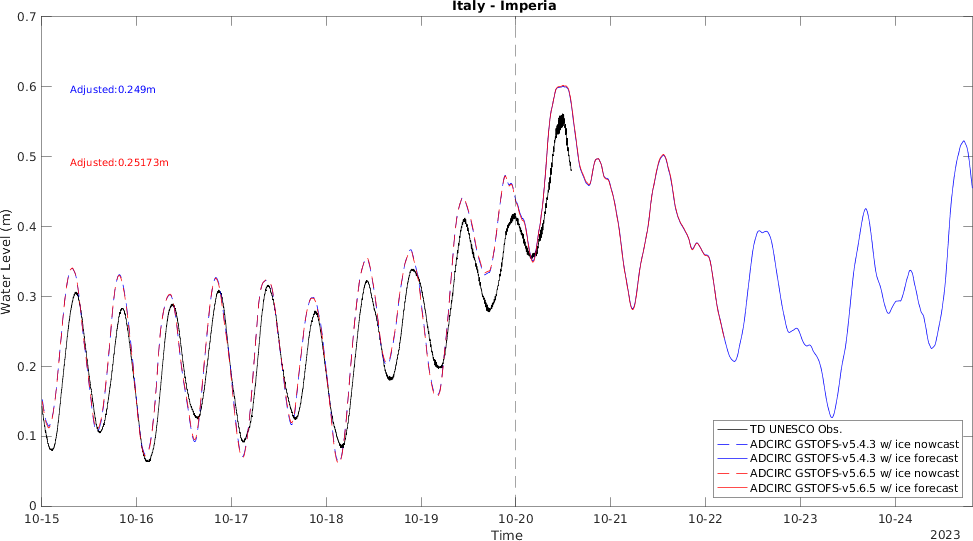 Italy - Imperia
0.7
0.6
0.5
0.4
0.3
0.2
0.1
0
Water Level (m)
Adjusted:0.249m
Adjusted:0.25173m
TD UNESCO Obs.
ADCIRC GSTOFS-v5.4.3 w/ ice nowcast
ADCIRC GSTOFS-v5.4.3 w/ ice forecast
ADCIRC GSTOFS-v5.6.5 w/ ice nowcast
ADCIRC GSTOFS-v5.6.5 w/ ice forecast
10-15 10-16 10-17 10-18 10-19 10-20 10-21 10-22 10-23 10-24
Time
2023